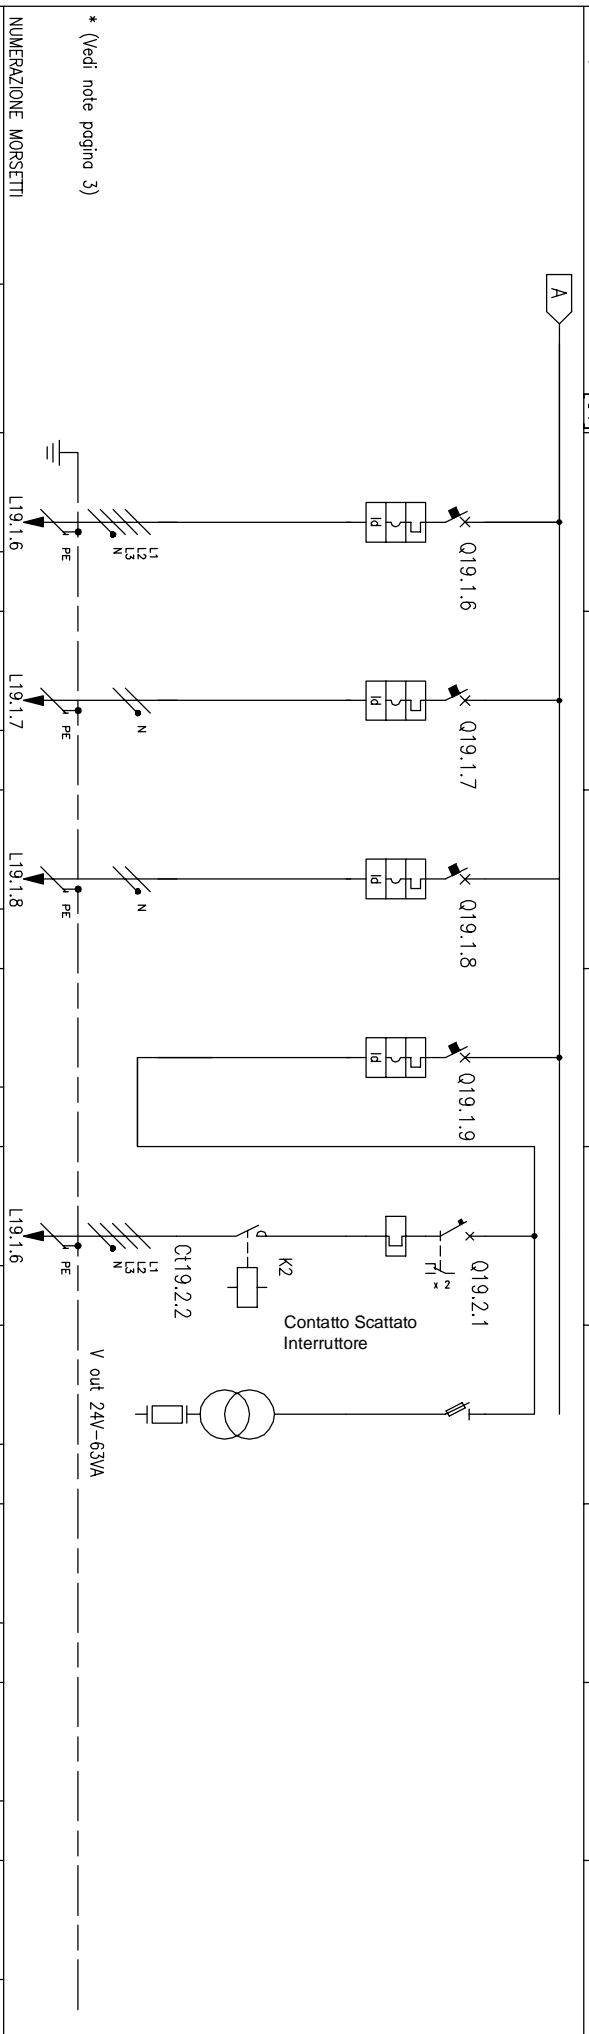 A
Q19.1.6
Id
L1
L2
L3
N
PE
L19.1.6
Q19.1.7
Id
N
PE
L19.1.7
Q19.1.8
Id
N
PE
L19.1.8
Q19.1.9
Id
Q19.2.1
x 2
Contatto Scattato
Interruttore
K2
Ct19.2.2
L1
L2
L3
N
PE
L19.1.6
V out 24V-63VA
* (Vedi note pagina 3)
NUMERAZIONE MORSETTI